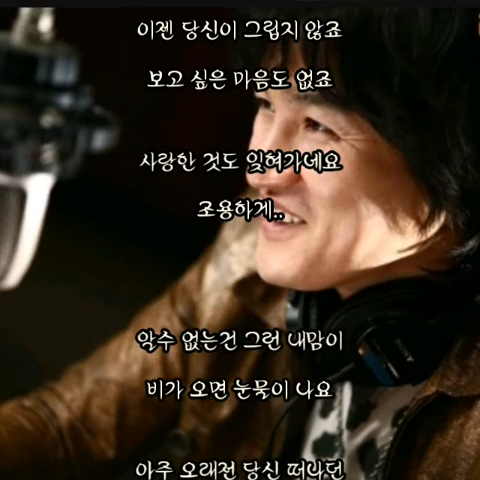 이젠 당신이 그립지 않죠
보고 싶은 마음도 없죠
사랑한 것도 잊혀가네요
조용하게..
알수 없는건 그런 내맘이
비가 오면 눈묵이 나요
아주 오래전 당신 떠나던
SONY